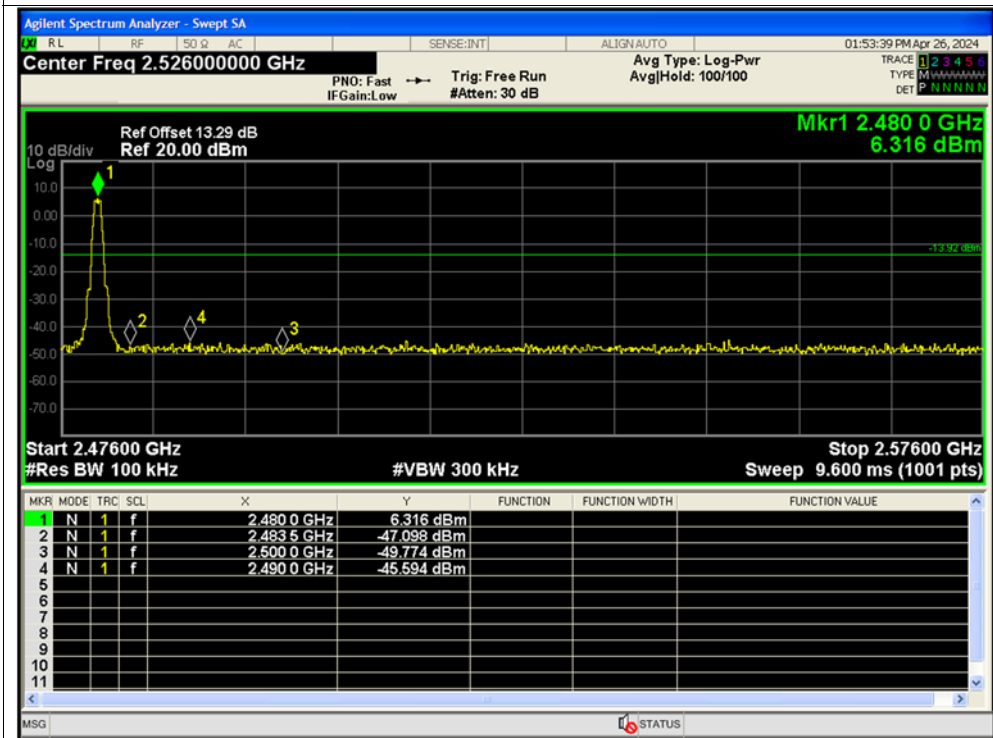 Agilent Spectrum Analyzer - Swept SA
LXI RL RF 50 Ω AC SENSE:INT ALIGN AUTO 01:53:39 PM Apr 26, 2024
Center Freq 2.526000000 GHz
PNO: Fast
IFGain:Low
Trig: Free Run
#Atten: 30 dB
Avg Type: Log-Pwr
Avg|Hold: 100/100
TRACE 1 2 3 4 5 6
TYPE M WWWWW
DET P N N N N N
Mkr1 2.480 0 GHz
6.316 dBm
Ref Offset 13.29 dB
10 dB/div Ref 20.00 dBm
Log
10.0
0.00
-10.0
-20.0
-30.0
-40.0
-50.0
-60.0
-70.0
1
2
4
3
-13.92 dBm
Start 2.47600 GHz Stop 2.57600 GHz
#Res BW 100 kHz #VBW 300 kHz Sweep 9.600 ms (1001 pts)
MKR MODE TRC SCL X Y FUNCTION FUNCTION WIDTH FUNCTION VALUE
1 N 1 f 2.480 0 GHz 6.316 dBm
2 N 1 f 2.483 5 GHz -47.098 dBm
3 N 1 f 2.500 0 GHz -49.774 dBm
4 N 1 f 2.490 0 GHz -45.594 dBm
5
6
7
8
9
10
11
MSG STATUS